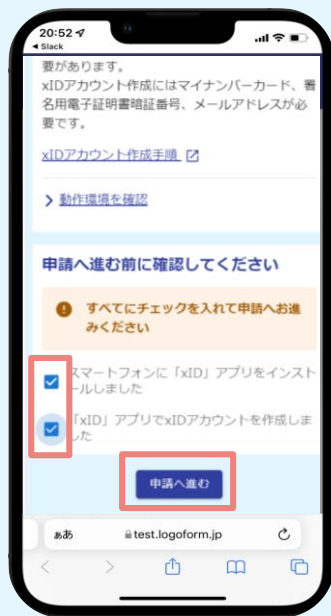 20:52
◀ Slack
要があります。
xIDアカウント作成にはマイナンバーカード、署
名用電子証明書暗証番号、メールアドレスが必
要です。
xIDアカウント作成手順
動作環境を確認
申請へ進む前に確認してください
すべてにチェックを入れて申請へお進
みください
スマートフォンに「xID」アプリをインスト
ールしました
「xID」アプリでxIDアカウントを作成しま
した
申請へ進む
ぁあ
test.logoform.jp